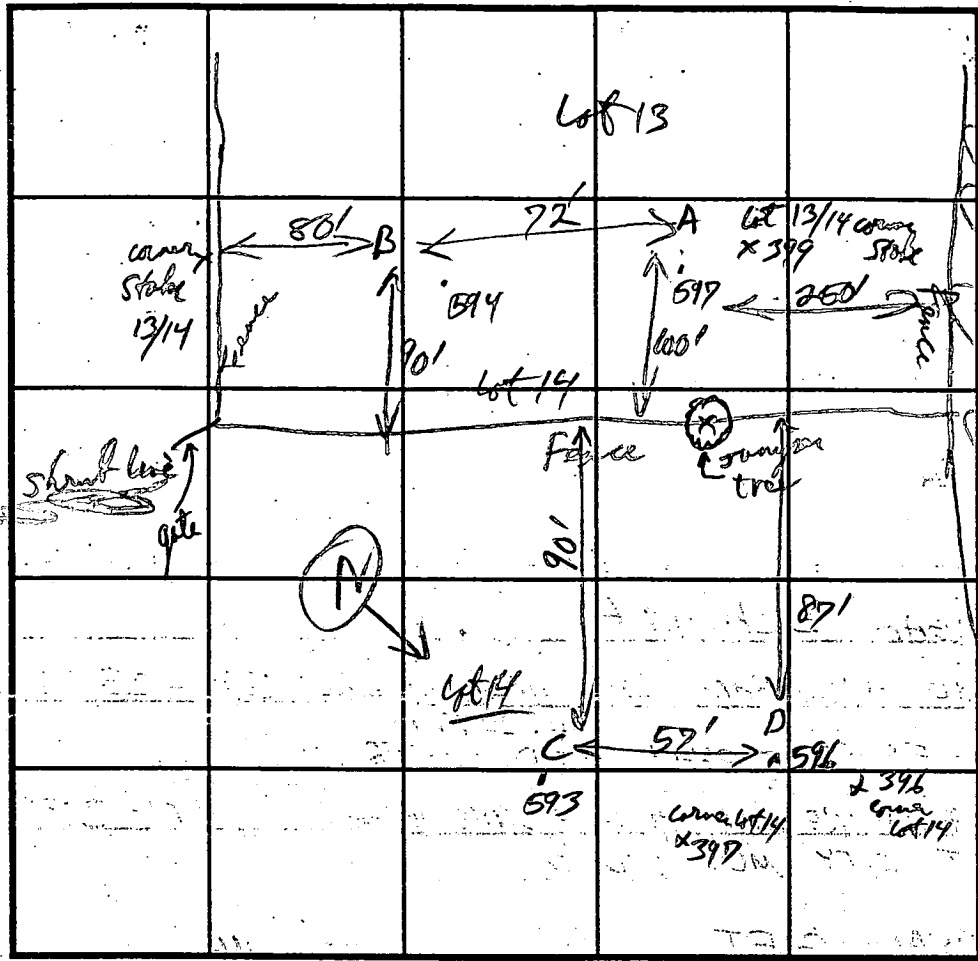 Lot 13
80'
B
72'
A
Lot 13/14 corner
x 399 Stake
corner
Stake
13/14
Fence
594
597
250'
Fence
90'
100'
Lot 14
Fence
tree
shrub line
gate
90'
N
87'
Lot 14
C
57'
D
596
593
corner Lot 14
x 397
396
corner
Lot 14